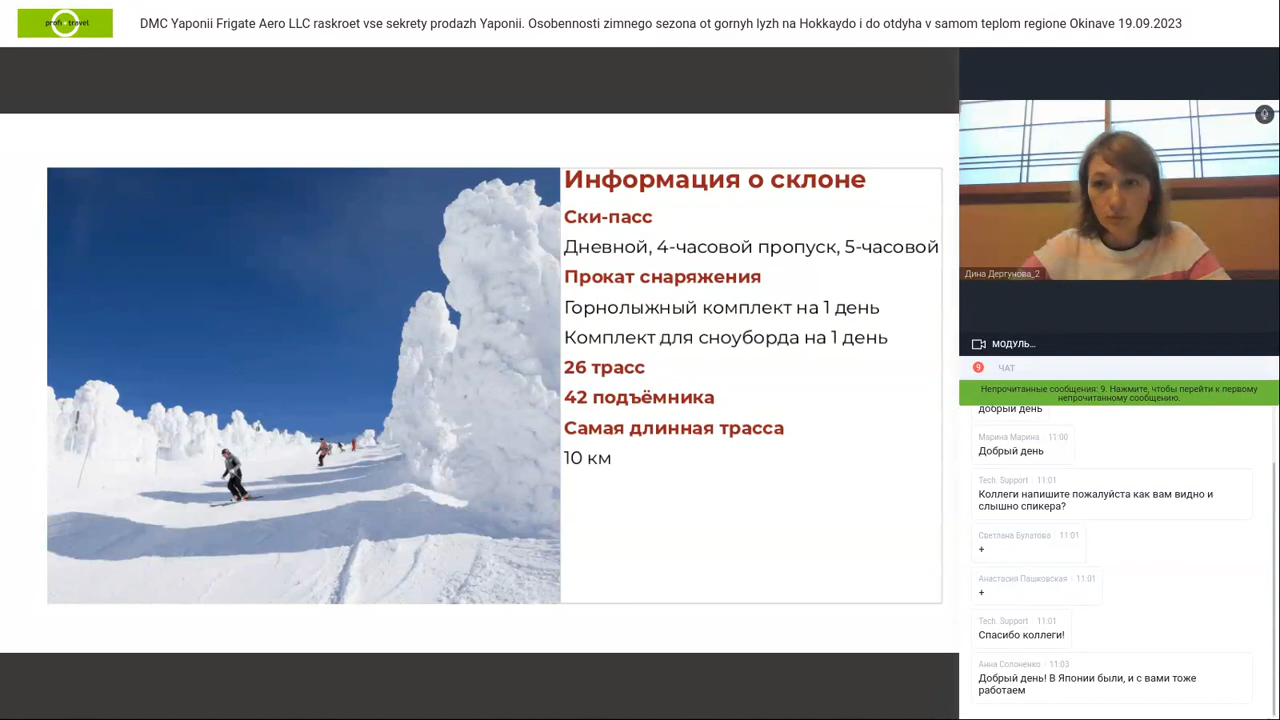 profi travel
DMC Yaponii Frigate Aero LLC raskroet vse sekrety prodazh Yaponii. Osobennosti zimnego sezona ot gornyh lyzh na Hokkaydo i do otdyha v samom teplom regione Okinave 19.09.2023
Информация о склоне
Ски-пасс
Дневной, 4-часовой пропуск, 5-часовой
Прокат снаряжения
Горнолыжный комплект на 1 день
Комплект для сноуборда на 1 день
26 трасс
42 подъёмника
Самая длинная трасса
10 км
Дина Дергунова_2
МОДУЛЬ...
9 ЧАТ
Непрочитанные сообщения: 9. Нажмите, чтобы перейти к первому
непрочитанному сообщению.
добрый день
Марина Марина 11:00
Добрый день
Tech. Support 11:01
Коллеги напишите пожалуйста как вам видно и
слышно спикера?
Светлана Булатова 11:01
+
Анастасия Пашковская 11:01
+
Tech. Support 11:01
Спасибо коллеги!
Анна Солоненко 11:03
Добрый день! В Японии были, и с вами тоже
работаем